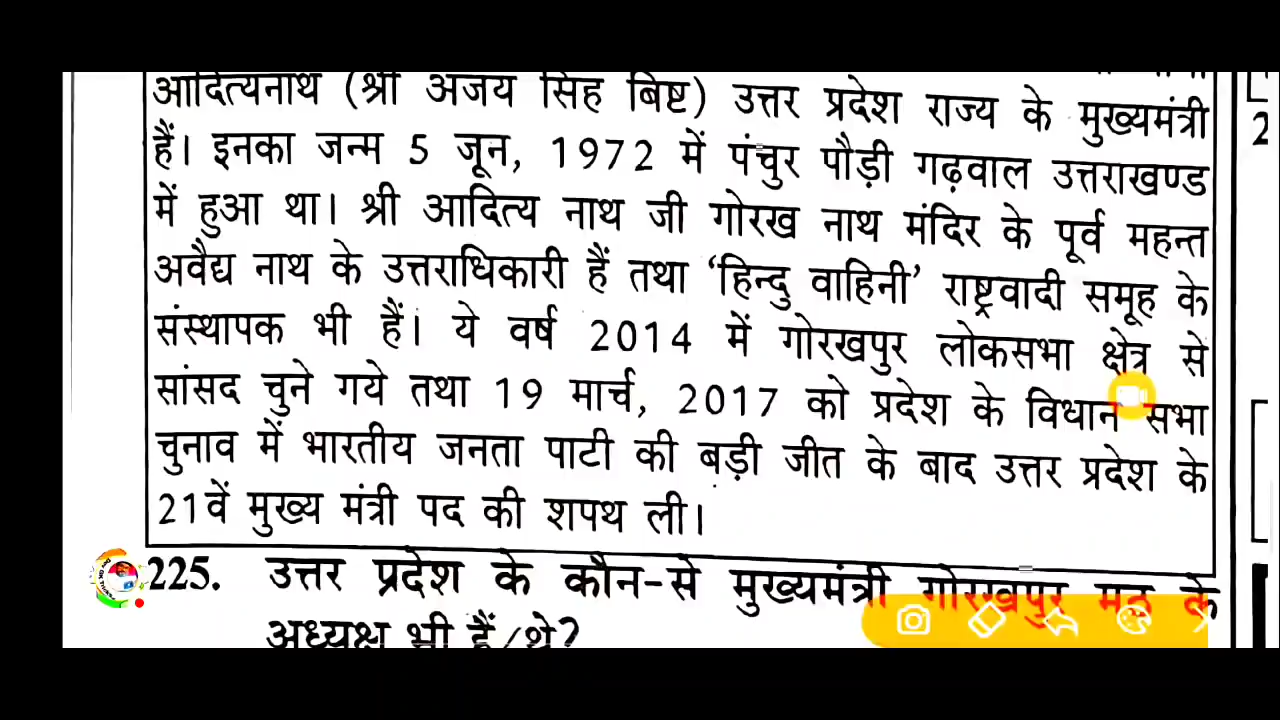 आदित्यनाथ (श्री अजय सिंह बिष्ट) उत्तर प्रदेश राज्य के मुख्यमंत्री
हैं। इनका जन्म 5 जून, 1972 में पंचुर पौड़ी गढ़वाल उत्तराखण्ड
में हुआ था। श्री आदित्य नाथ जी गोरख नाथ मंदिर के पूर्व महन्त
अवैद्य नाथ के उत्तराधिकारी हैं तथा ‘हिन्दु वाहिनी’ राष्ट्रवादी समूह के
संस्थापक भी हैं। ये वर्ष 2014 में गोरखपुर लोकसभा क्षेत्र से
सांसद चुने गये तथा 19 मार्च, 2017 को प्रदेश के विधान सभा
चुनाव में भारतीय जनता पाटी की बड़ी जीत के बाद उत्तर प्रदेश के
21वें मुख्य मंत्री पद की शपथ ली।
225. उत्तर प्रदेश के कौन-से मुख्यमंत्री गोरखपुर मठ के
अध्यक्ष भी हैं/थे?
2